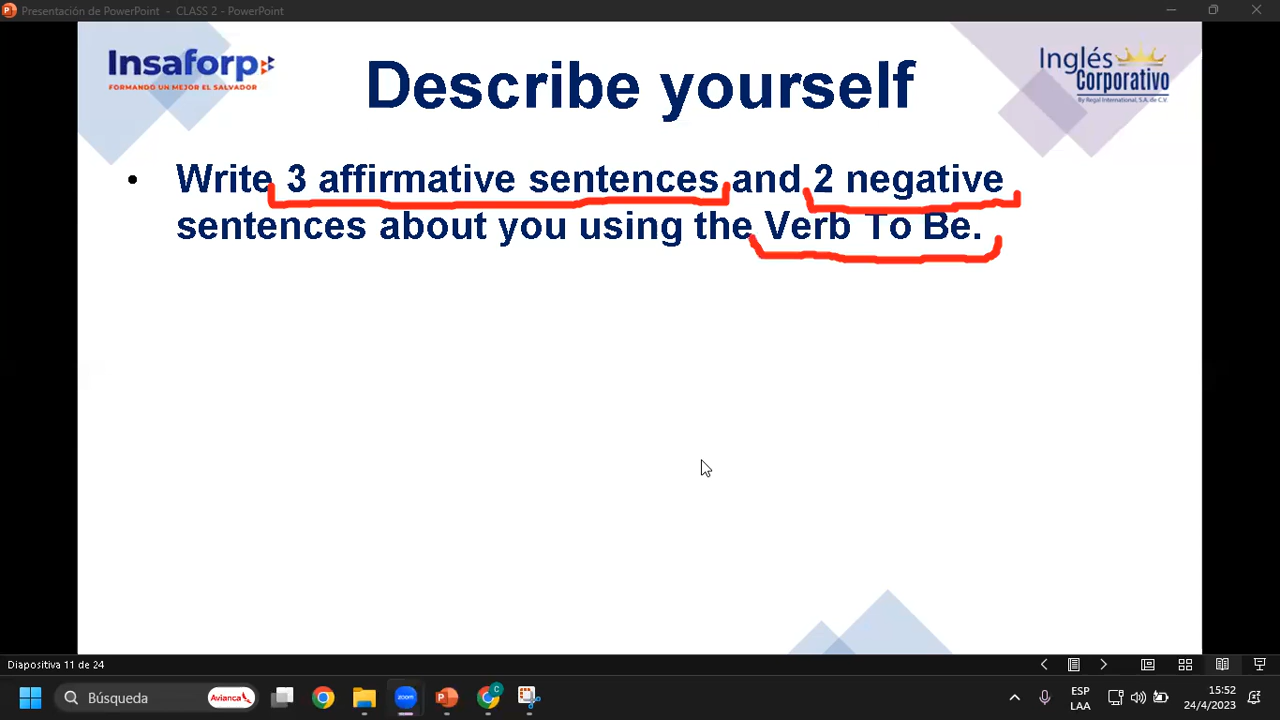 Presentación de PowerPoint - CLASS 2 - PowerPoint
Insaforp
FORMANDO UN MEJOR EL SALVADOR
Inglés
Corporativo
By Regal International, S.A. de C.V.
Describe yourself
• Write 3 affirmative sentences and 2 negative
sentences about you using the Verb To Be.
Diapositiva 11 de 24
Búsqueda
Avianca
zoom
C
ESP
LAA
15:52
24/4/2023